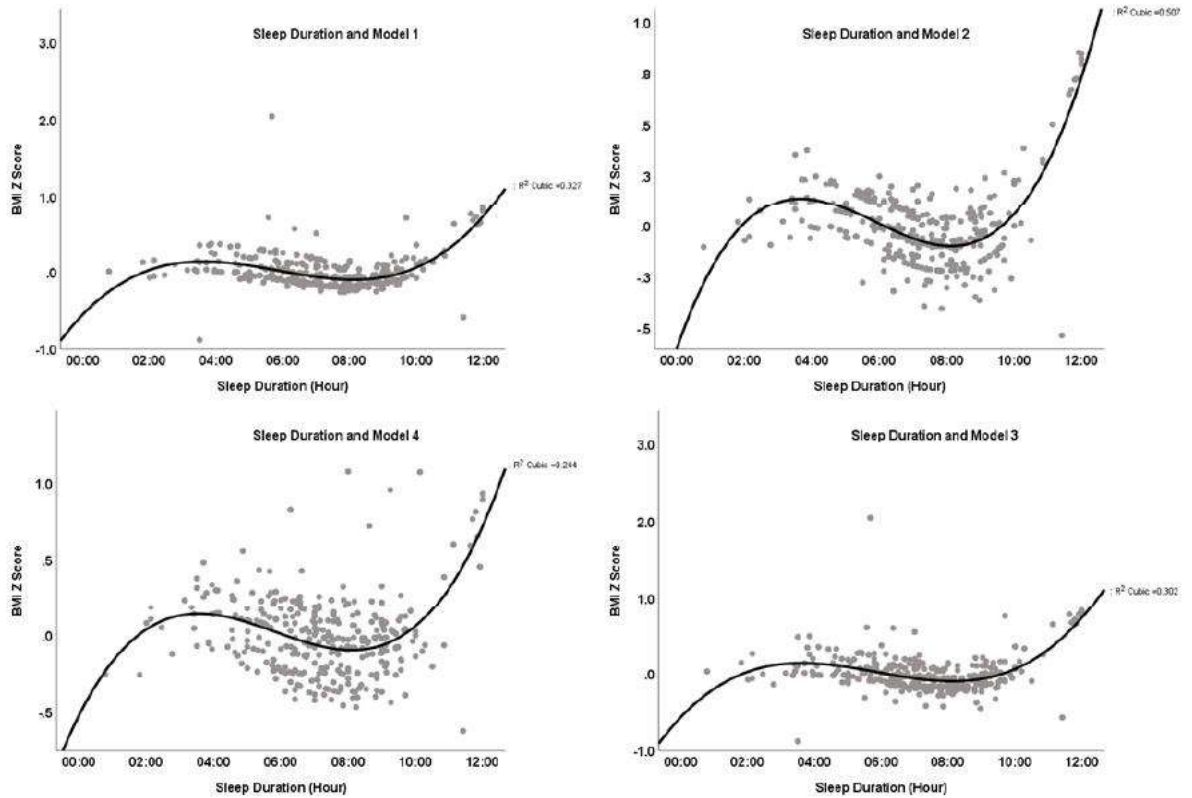 Sleep Duration and Model 1
BMI Z Score
3.0
2.0
1.0
.0
-1.0
00:00 02:00 04:00 06:00 08:00 10:00 12:00
Sleep Duration (Hour)
: R² Cubic =0.327
Sleep Duration and Model 2
BMI Z Score
1.0
.8
.5
.3
.0
-.3
-.5
00:00 02:00 04:00 06:00 08:00 10:00 12:00
Sleep Duration (Hour)
: R² Cubic =0.507
Sleep Duration and Model 4
BMI Z Score
1.0
.5
.0
-.5
00:00 02:00 04:00 06:00 08:00 10:00 12:00
Sleep Duration (Hour)
R² Cubic =0.244
Sleep Duration and Model 3
BMI Z Score
3.0
2.0
1.0
.0
-1.0
00:00 02:00 04:00 06:00 08:00 10:00 12:00
Sleep Duration (Hour)
: R² Cubic =0.302